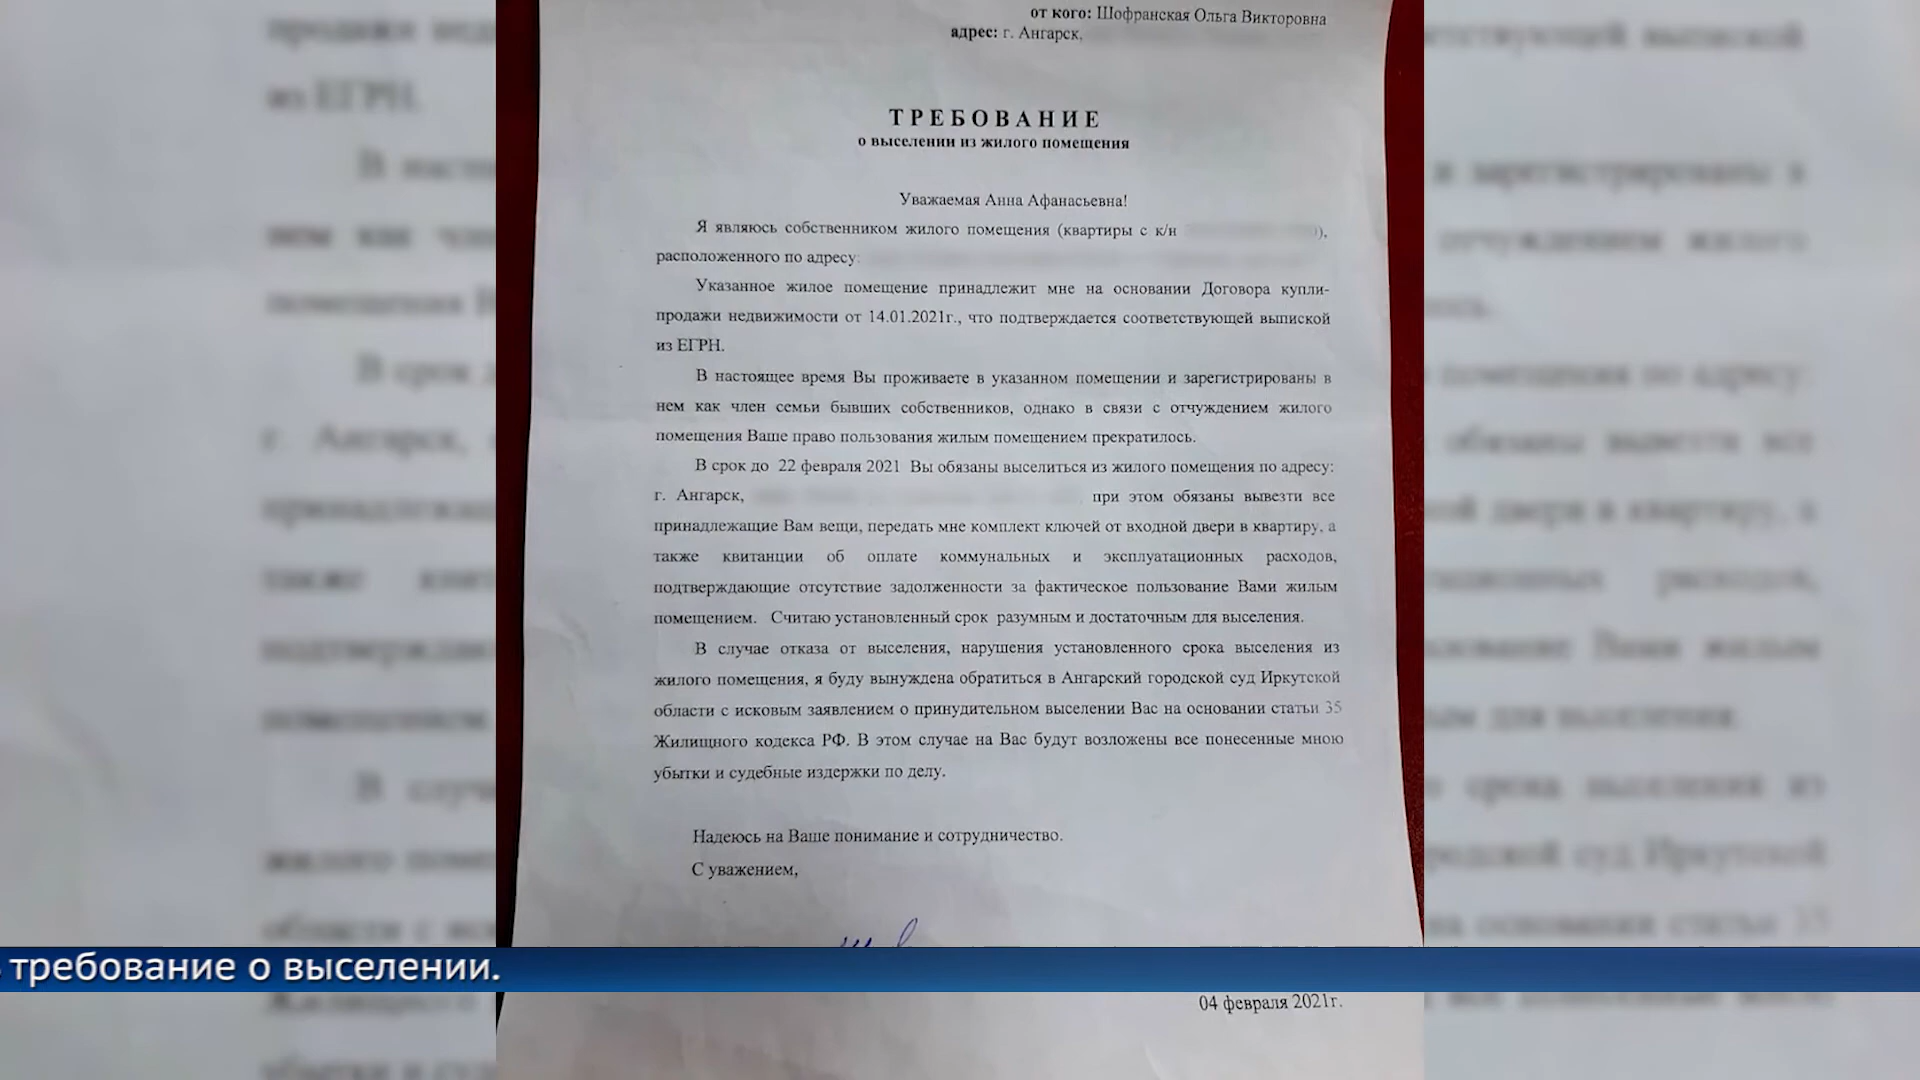 от кого: Шофранская Ольга Викторовна
адрес: г. Ангарск,
ТРЕБОВАНИЕ
о выселении из жилого помещения
Уважаемая Анна Афанасьевна!
Я являюсь собственником жилого помещения (квартиры с к/н ),
расположенного по адресу:
Указанное жилое помещение принадлежит мне на основании Договора купли-
продажи недвижимости от 14.01.2021г., что подтверждается соответствующей выпиской
из ЕГРН.
В настоящее время Вы проживаете в указанном помещении и зарегистрированы в
нем как член семьи бывших собственников, однако в связи с отчуждением жилого
помещения Ваше право пользования жилым помещением прекратилось.
В срок до 22 февраля 2021 Вы обязаны выселиться из жилого помещения по адресу:
г. Ангарск, при этом обязаны вывезти все
принадлежащие Вам вещи, передать мне комплект ключей от входной двери в квартиру, а
также квитанции об оплате коммунальных и эксплуатационных расходов,
подтверждающие отсутствие задолженности за фактическое пользование Вами жилым
помещением. Считаю установленный срок разумным и достаточным для выселения.
В случае отказа от выселения, нарушения установленного срока выселения из
жилого помещения, я буду вынуждена обратиться в Ангарский городской суд Иркутской
области с исковым заявлением о принудительном выселении Вас на основании статьи 35
Жилищного кодекса РФ. В этом случае на Вас будут возложены все понесенные мною
убытки и судебные издержки по делу.
Надеюсь на Ваше понимание и сотрудничество.
С уважением,
требование о выселении.
04 февраля 2021г.